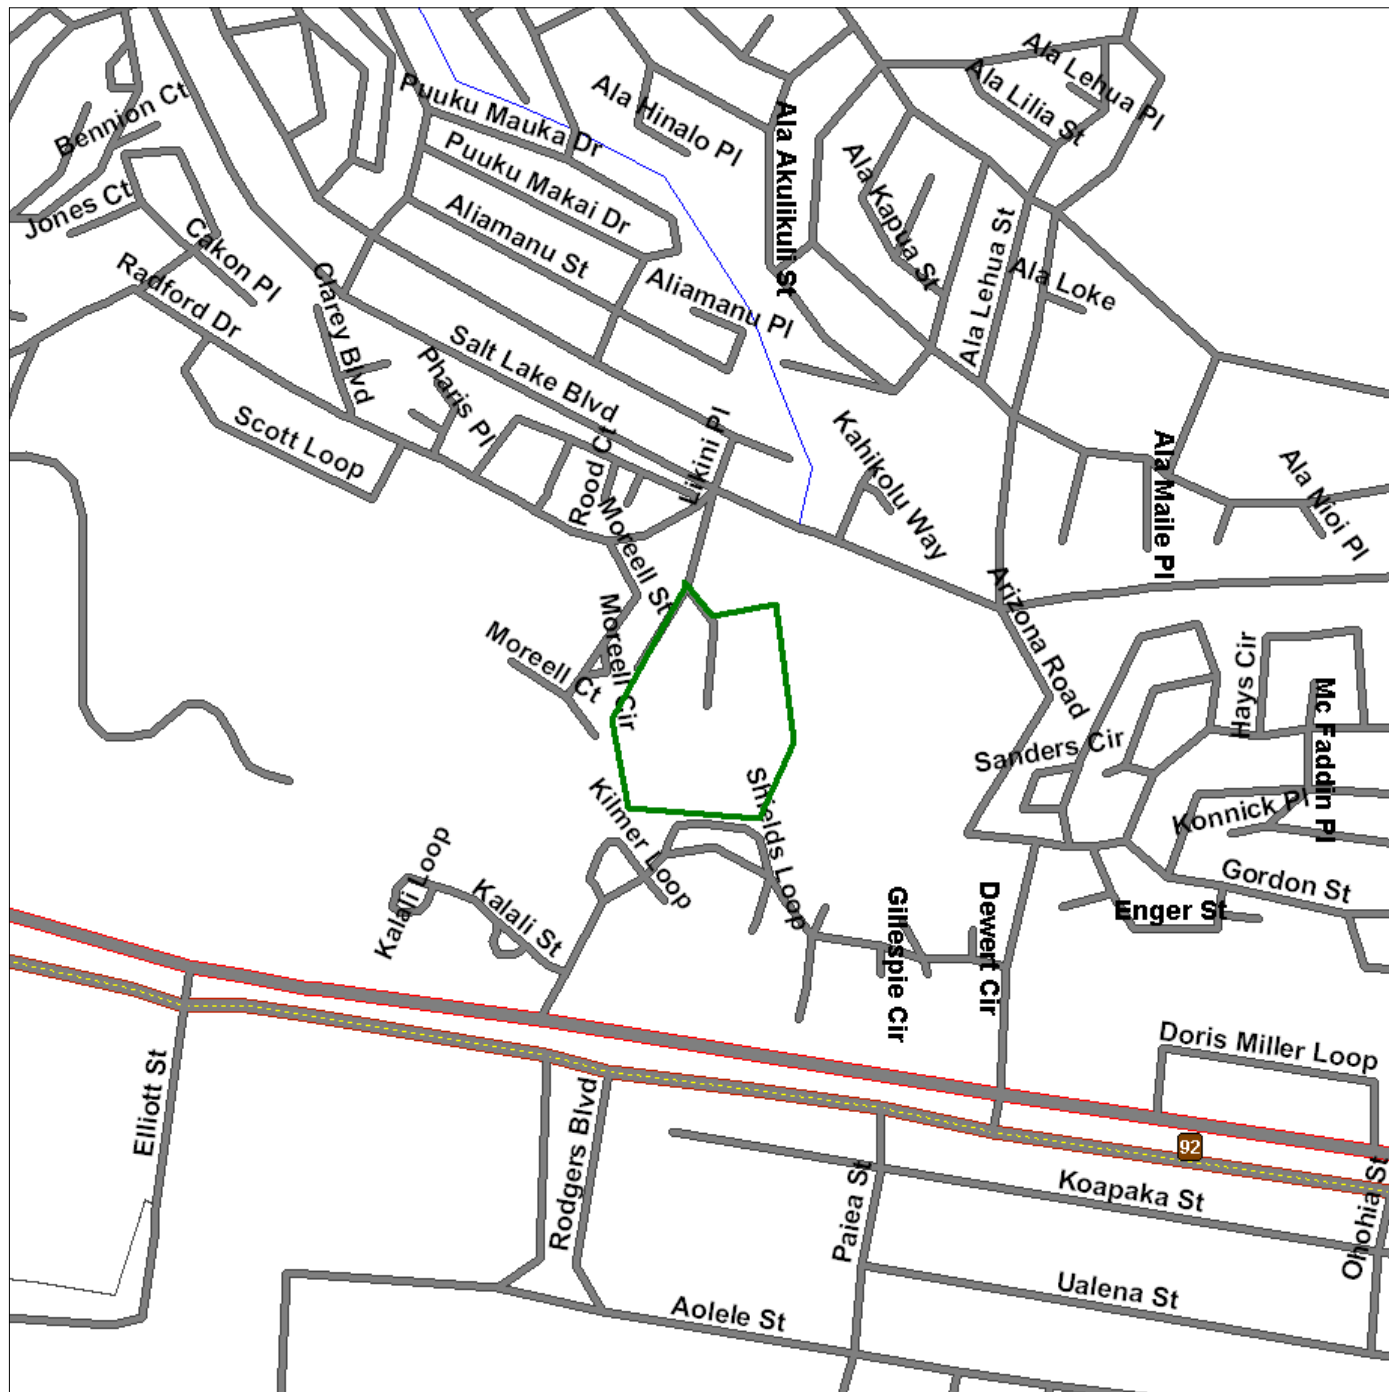 Ala Lehua Pl
Ala Lilia St
Bennion Ct
Puuku Mauka Dr
Ala Hinalo Pl
Ala Akulikuli St
Puuku Makai Dr
Ala Kapua St
Jones Ct
Cakon Pl
Aliamanu St
Ala Lehua St
Ala Loke
Radford Dr
Clarey Blvd
Aliamanu Pl
Salt Lake Blvd
Pharis Pl
Scott Loop
Rood Ct
Likini Pl
Kahikolu Way
Ala Maile Pl
Ala Nioi Pl
Moreell St
Arizona Road
Moreell Ct
Moreell Cir
Hays Cir
Mc Faddin Pl
Sanders Cir
Kilmer Loop
Shields Loop
Konnick Pl
Kalali Loop
Kalali St
Gillespie Cir
Dewert Cir
Gordon St
Enger St
Elliott St
Rodgers Blvd
Doris Miller Loop
92
Paiea St
Koapaka St
Ohohia St
Ualena St
Aolele St